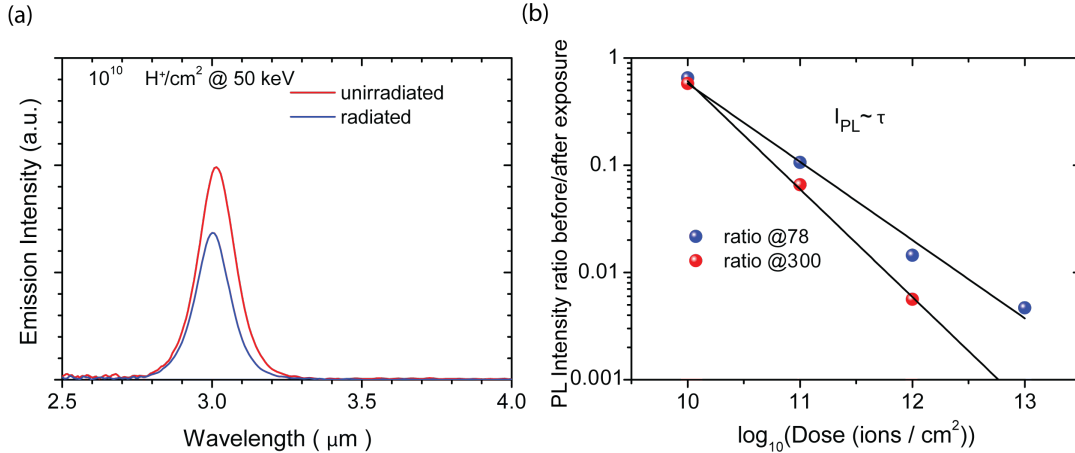 (a)
10¹⁰ H⁺/cm² @ 50 keV
unirradiated
radiated
Emission Intensity (a.u.)
2.5 3.0 3.5 4.0
Wavelength ( μm)
(b)
PL Intensity ratio before/after exposure
1
0.1
0.01
0.001
I_PL ~ τ
ratio @78
ratio @300
10 11 12 13
log₁₀(Dose (ions / cm²))